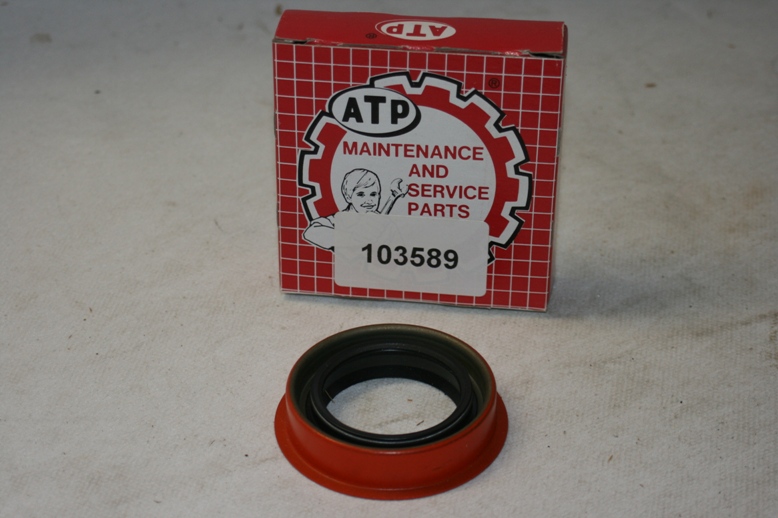 ATP
®
®
ATP
MAINTENANCE
AND
SERVICE
PARTS
103589